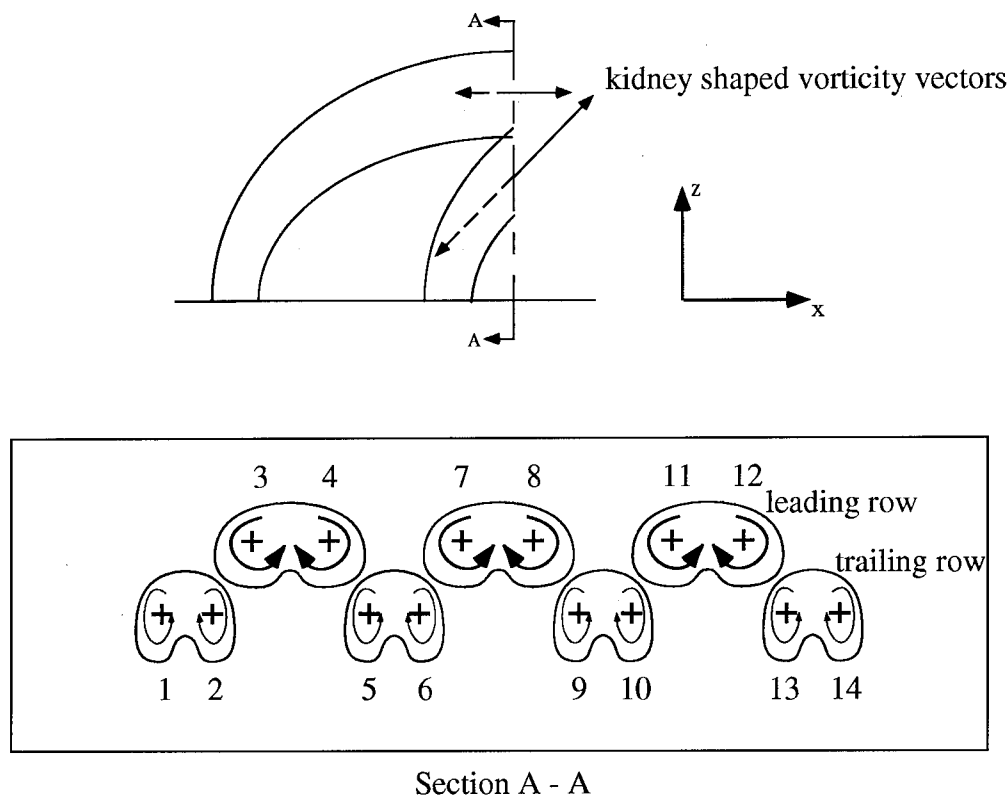 A
kidney shaped vorticity vectors
z
x
A
3 4 7 8 11 12
leading row
trailing row
1 2 5 6 9 10 13 14
Section A - A